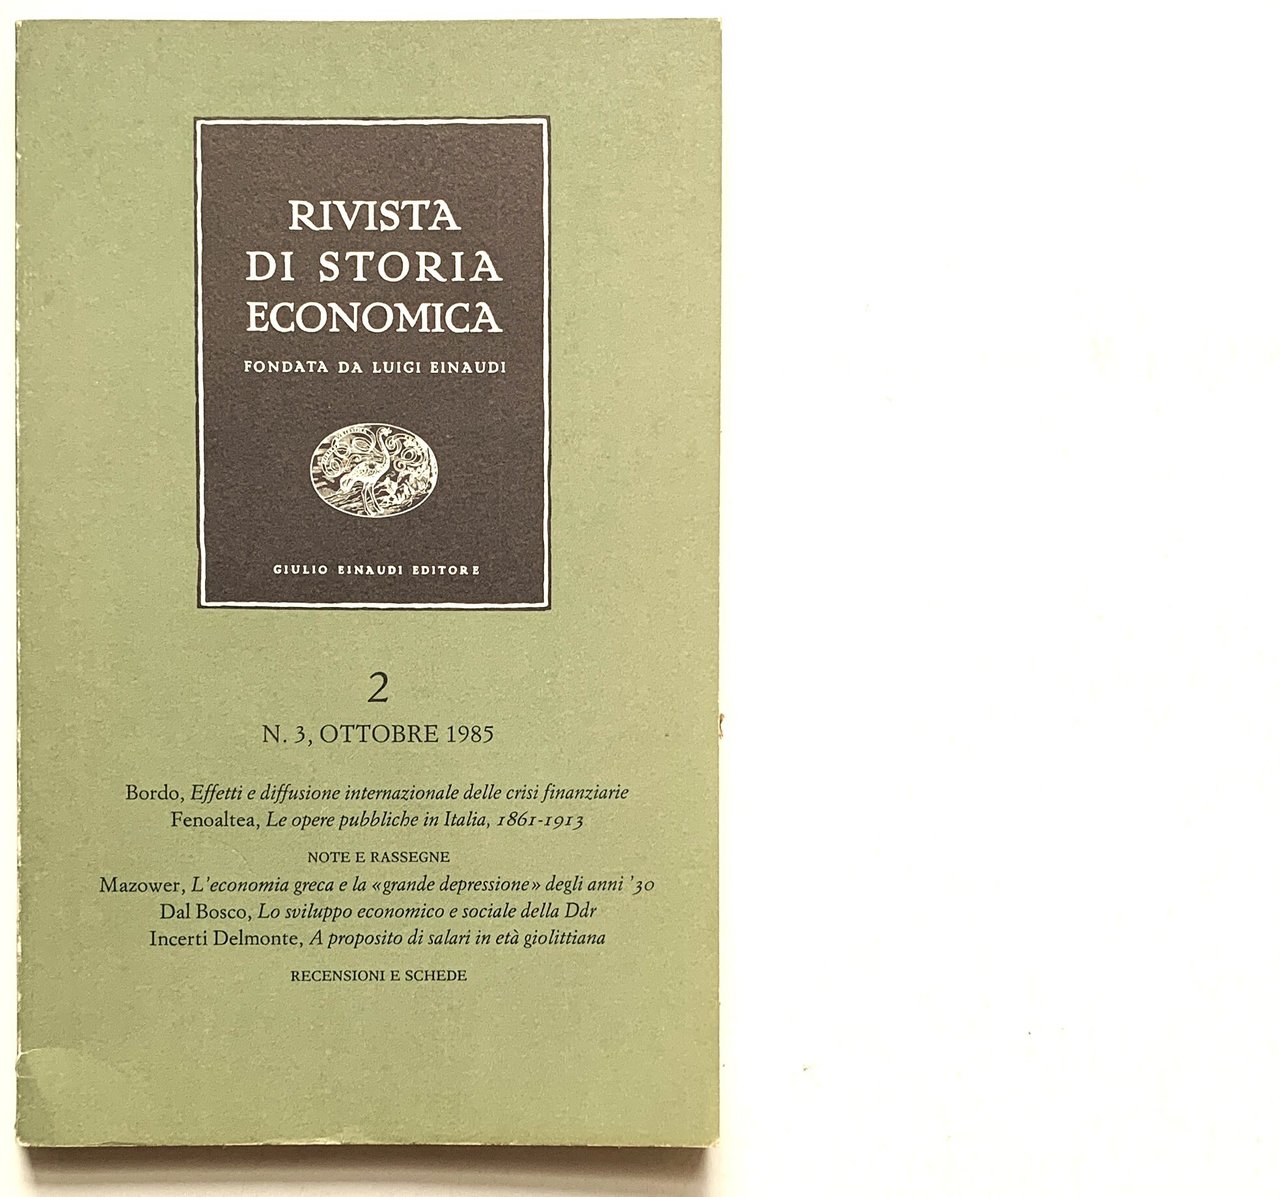 RIVISTA
DI STORIA
ECONOMICA
FONDATA DA LUIGI EINAUDI
GIULIO EINAUDI EDITORE
2
N. 3, OTTOBRE 1985
Bordo, Effetti e diffusione internazionale delle crisi finanziarie
Fenoaltea, Le opere pubbliche in Italia, 1861-1913
NOTE E RASSEGNE
Mazower, L'economia greca e la «grande depressione» degli anni '30
Dal Bosco, Lo sviluppo economico e sociale della Ddr
Incerti Delmonte, A proposito di salari in età giolittiana
RECENSIONI E SCHEDE